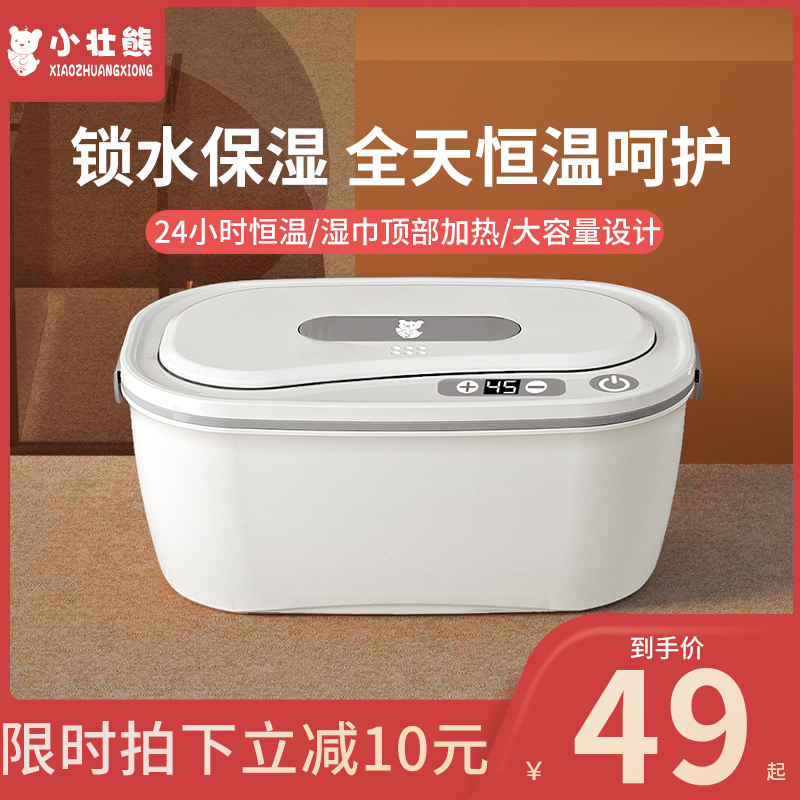 小壮熊
XIAOZHUANGXIONG
锁水保湿 全天恒温呵护
24小时恒温/湿巾顶部加热/大容量设计
+ 45 −
到手价
限时拍下立减10元
¥ 49 起